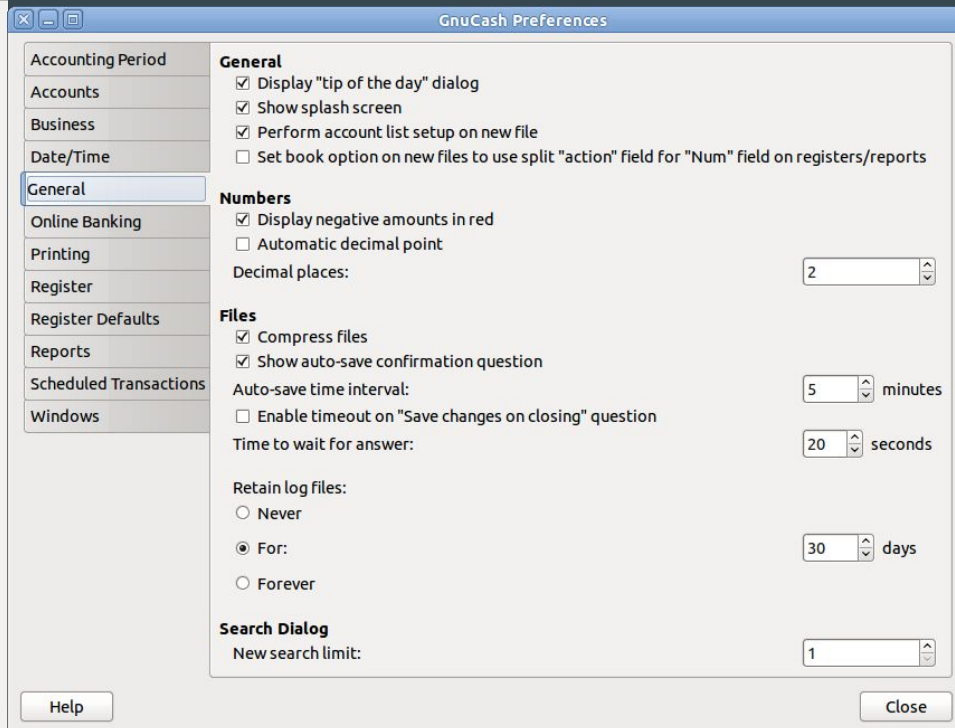 GnuCash Preferences
Accounting Period
Accounts
Business
Date/Time
General
Online Banking
Printing
Register
Register Defaults
Reports
Scheduled Transactions
Windows
General
Display "tip of the day" dialog
Show splash screen
Perform account list setup on new file
Set book option on new files to use split "action" field for "Num" field on registers/reports
Numbers
Display negative amounts in red
Automatic decimal point
Decimal places: 2
Files
Compress files
Show auto-save confirmation question
Auto-save time interval: 5 minutes
Enable timeout on "Save changes on closing" question
Time to wait for answer: 20 seconds
Retain log files:
Never
For: 30 days
Forever
Search Dialog
New search limit: 1
Help Close